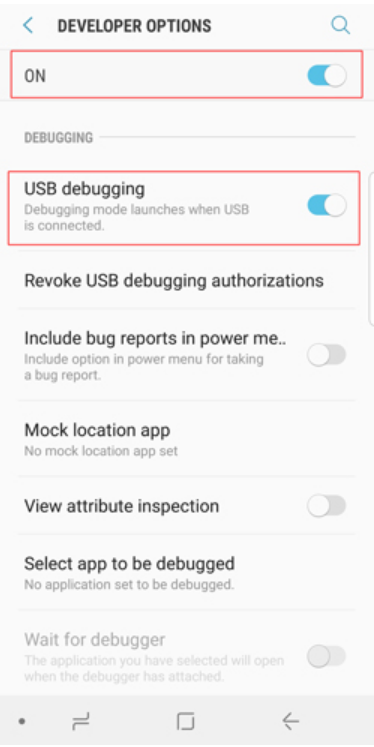 DEVELOPER OPTIONS
ON
DEBUGGING
USB debugging
Debugging mode launches when USB
is connected.
Revoke USB debugging authorizations
Include bug reports in power me..
Include option in power menu for taking
a bug report.
Mock location app
No mock location app set
View attribute inspection
Select app to be debugged
No application set to be debugged.
Wait for debugger
The application you have selected will open
when the debugger has attached.